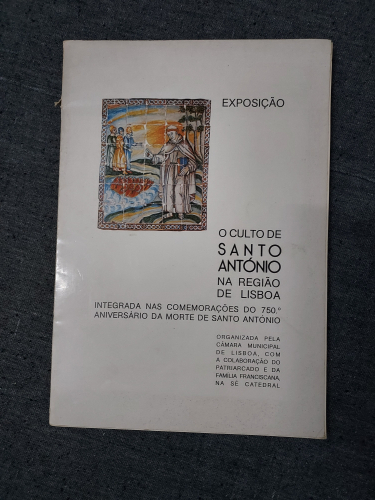 EXPOSIÇÃO
O CULTO DE
SANTO
ANTÓNIO
NA REGIÃO
DE LISBOA
INTEGRADA NAS COMEMORAÇÕES DO 750.º
ANIVERSÁRIO DA MORTE DE SANTO ANTÓNIO
ORGANIZADA PELA
CÂMARA MUNICIPAL
DE LISBOA, COM
A COLABORAÇÃO DO
PATRIARCADO E DA
FAMÍLIA FRANCISCANA,
NA SÉ CATEDRAL